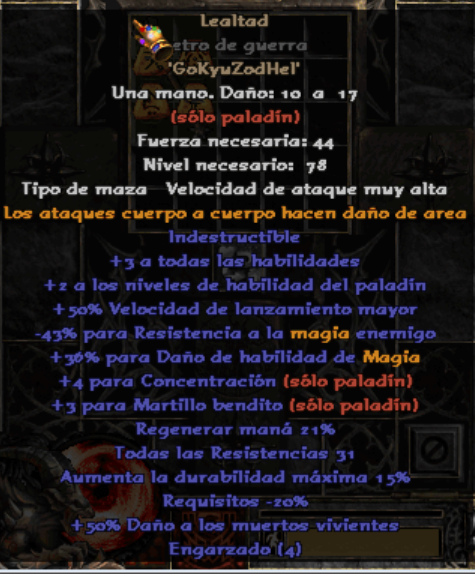 Lealtad
etro de guerra
'GoKyuZodHel'
Una mano. Daño: 10 a 17
(sólo paladín)
Fuerza necesaria: 44
Nivel necesario: 78
Tipo de maza Velocidad de ataque muy alta
Los ataques cuerpo a cuerpo hacen daño de area
Indestructible
+3 a todas las habilidades
+2 a los niveles de habilidad del paladín
+50% Velocidad de lanzamiento mayor
-43% para Resistencia a la magia enemigo
+36% para Daño de habilidad de Magia
+4 para Concentración (sólo paladín)
+3 para Martillo bendito (sólo paladín)
Regenerar maná 21%
Todas las Resistencias 31
Aumenta la durabilidad máxima 15%
Requisitos -20%
+50% Daño a los muertos vivientes
Engarzado (4)